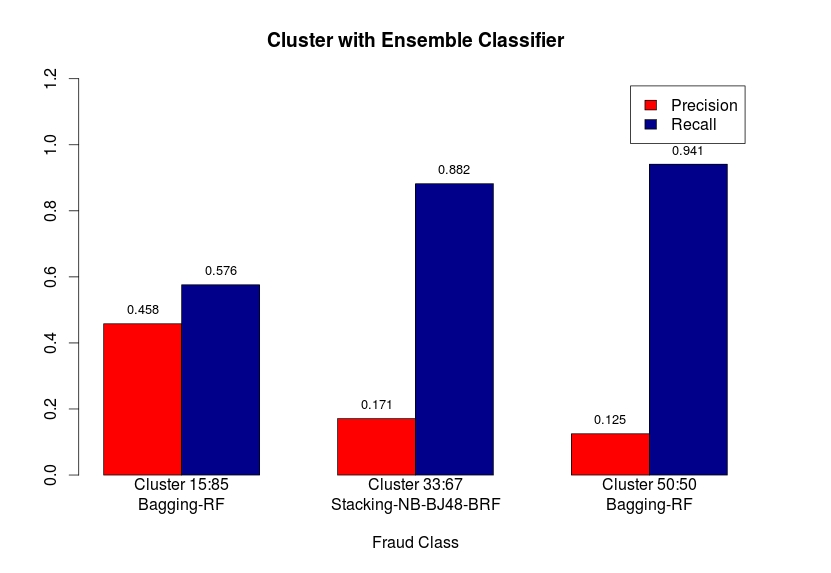 Cluster with Ensemble Classifier
1.2
1.0
0.8
0.6
0.4
0.2
0.0
Precision
Recall
0.458
0.576
0.171
0.882
0.125
0.941
Cluster 15:85
Bagging-RF
Cluster 33:67
Stacking-NB-BJ48-BRF
Cluster 50:50
Bagging-RF
Fraud Class